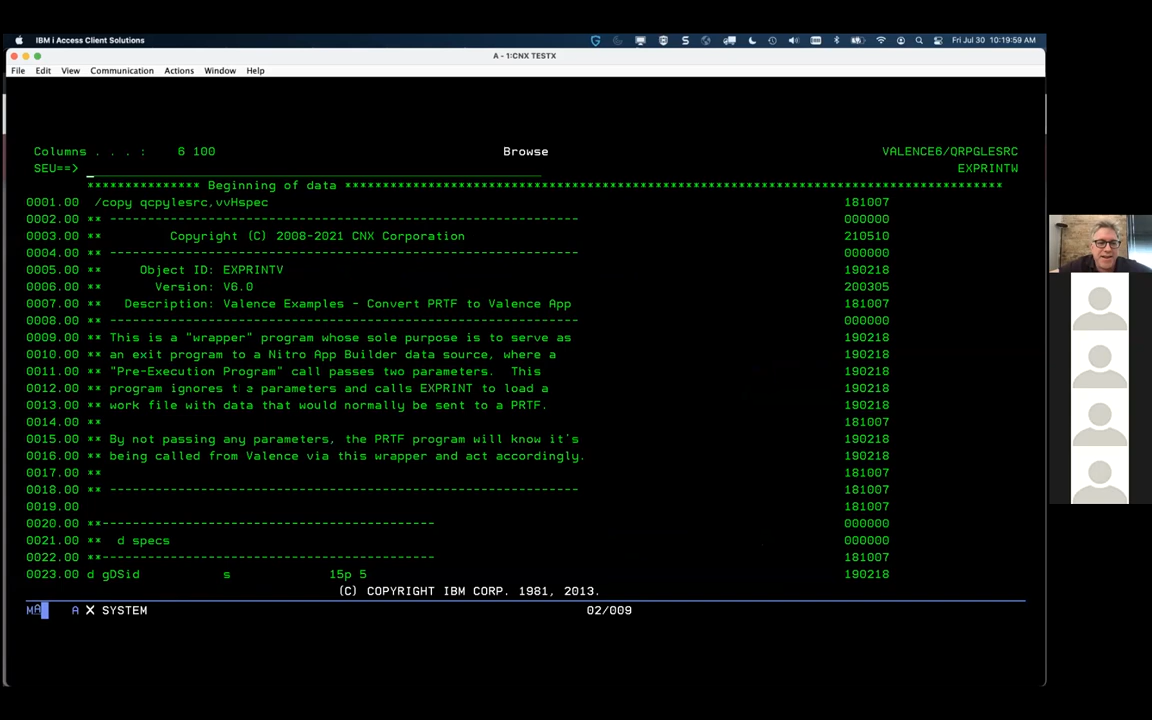 IBM i Access Client Solutions Fri Jul 30 10:19:59 AM
A - 1:CNX TESTX
File Edit View Communication Actions Window Help
Columns . . . : 6 100 Browse VALENCE6/QRPGLESRC
SEU==> EXPRINTW
*************** Beginning of data ***************************************************************************************
0001.00 /copy qcpylesrc,vvHspec 181007
0002.00 ** -------------------------------------------------------------- 000000
0003.00 ** Copyright (C) 2008-2021 CNX Corporation 210510
0004.00 ** -------------------------------------------------------------- 000000
0005.00 ** Object ID: EXPRINTV 190218
0006.00 ** Version: V6.0 200305
0007.00 ** Description: Valence Examples - Convert PRTF to Valence App 181007
0008.00 ** -------------------------------------------------------------- 000000
0009.00 ** This is a "wrapper" program whose sole purpose is to serve as 190218
0010.00 ** an exit program to a Nitro App Builder data source, where a 190218
0011.00 ** "Pre-Execution Program" call passes two parameters. This 190218
0012.00 ** program ignores the parameters and calls EXPRINT to load a 190218
0013.00 ** work file with data that would normally be sent to a PRTF. 190218
0014.00 ** 190218
0015.00 ** By not passing any parameters, the PRTF program will know it's 190218
0016.00 ** being called from Valence via this wrapper and act accordingly. 190218
0017.00 ** 181007
0018.00 ** -------------------------------------------------------------- 181007
0019.00 181007
0020.00 **------------------------------------------- 000000
0021.00 ** d specs 000000
0022.00 **------------------------------------------- 181007
0023.00 d gDSid s 15p 5 190218
(C) COPYRIGHT IBM CORP. 1981, 2013.
MA A X SYSTEM 02/009